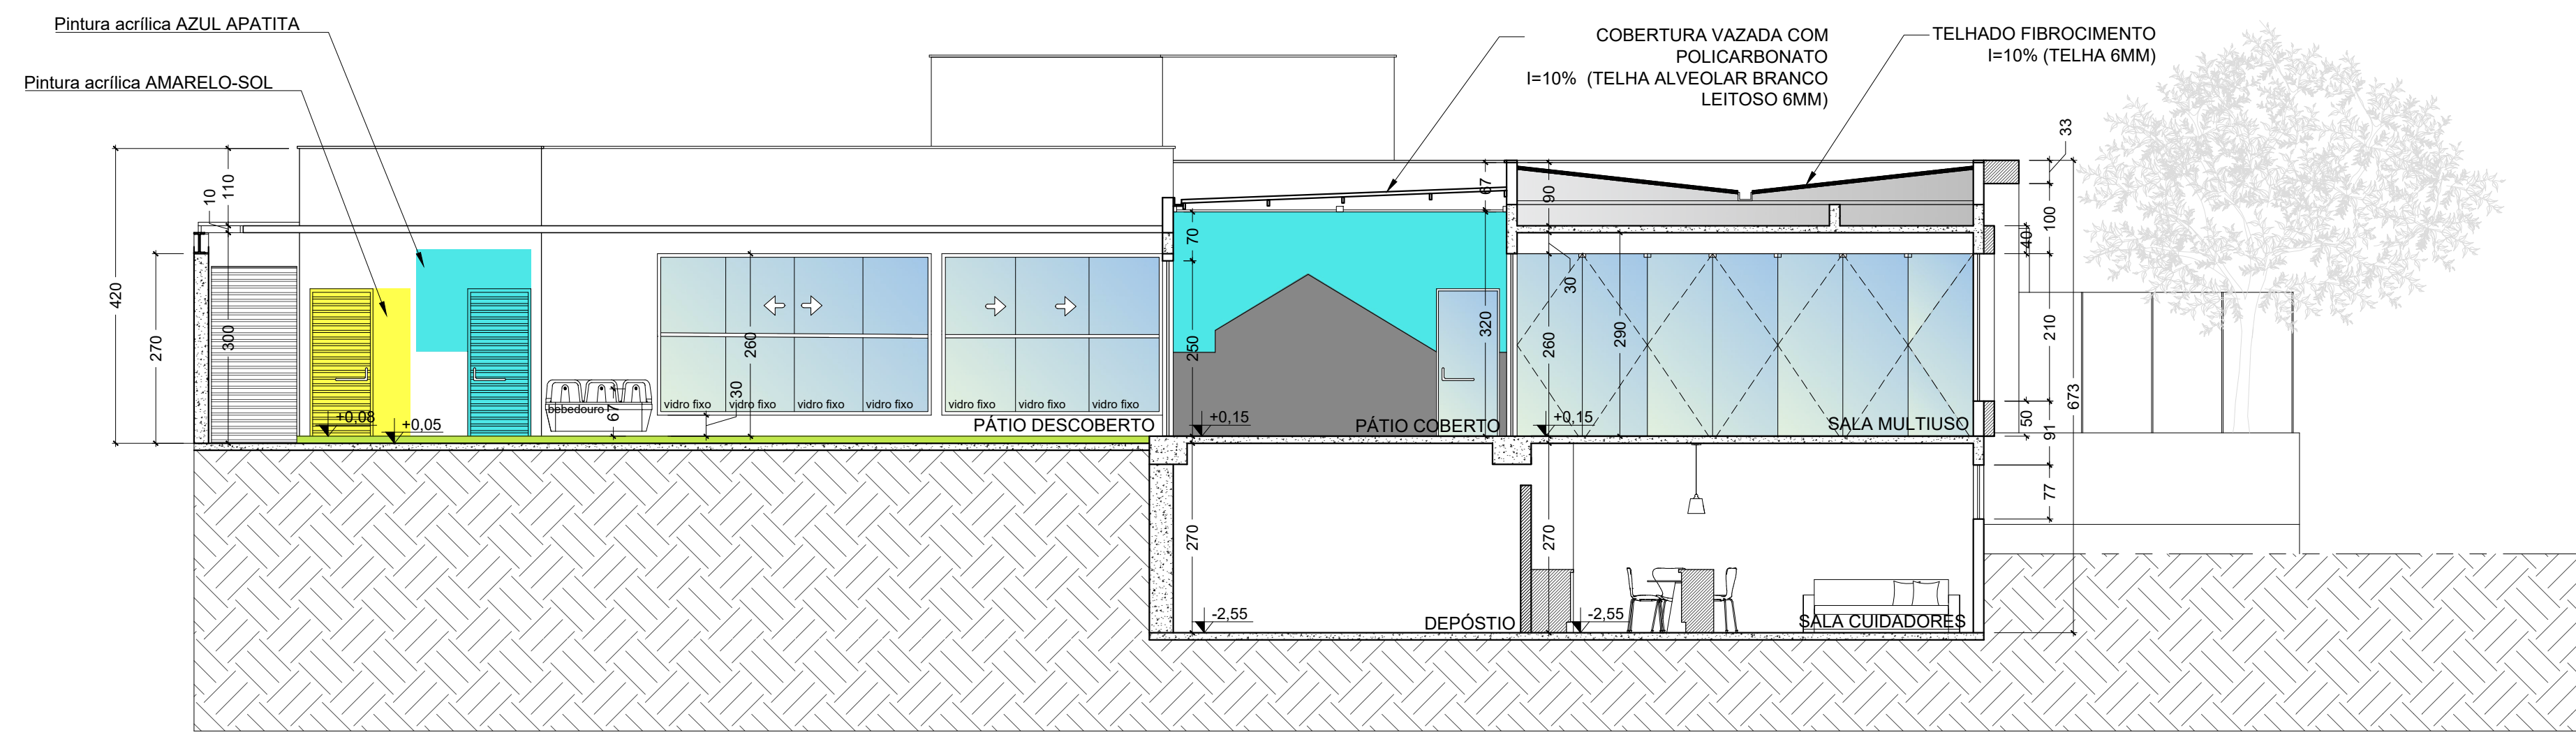 Pintura acrílica AZUL APATITA
Pintura acrílica AMARELO-SOL
COBERTURA VAZADA COM
POLICARBONATO
I=10% (TELHA ALVEOLAR BRANCO
LEITOSO 6MM)
TELHADO FIBROCIMENTO
I=10% (TELHA 6MM)
33
420
270
10
110
300
+0,08
+0,05
bebedouro
67
260
30
vidro fixo
vidro fixo
vidro fixo
vidro fixo
vidro fixo
vidro fixo
vidro fixo
PÁTIO DESCOBERTO
70
250
+0,15
67
320
PÁTIO COBERTO
90
30
260
290
+0,15
SALA MULTIUSO
40
100
210
50
91
77
673
270
-2,55
DEPÓSTIO
270
-2,55
SALA CUIDADORES